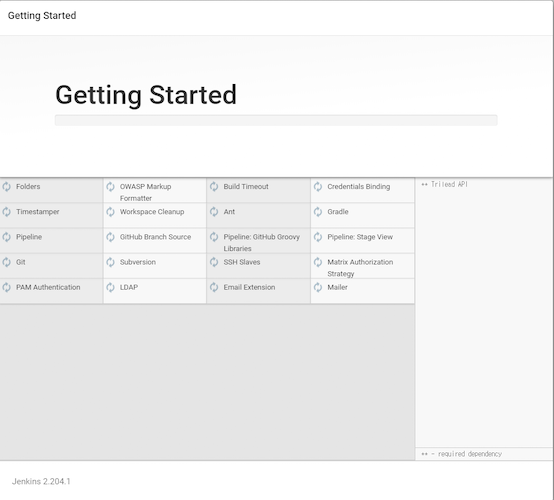 Getting Started
Getting Started
Folders
OWASP Markup
Formatter
Build Timeout
Credentials Binding
** Trilead API
Timestamper
Workspace Cleanup
Ant
Gradle
Pipeline
GitHub Branch Source
Pipeline: GitHub Groovy
Libraries
Pipeline: Stage View
Git
Subversion
SSH Slaves
Matrix Authorization
Strategy
PAM Authentication
LDAP
Email Extension
Mailer
** - required dependency
Jenkins 2.204.1